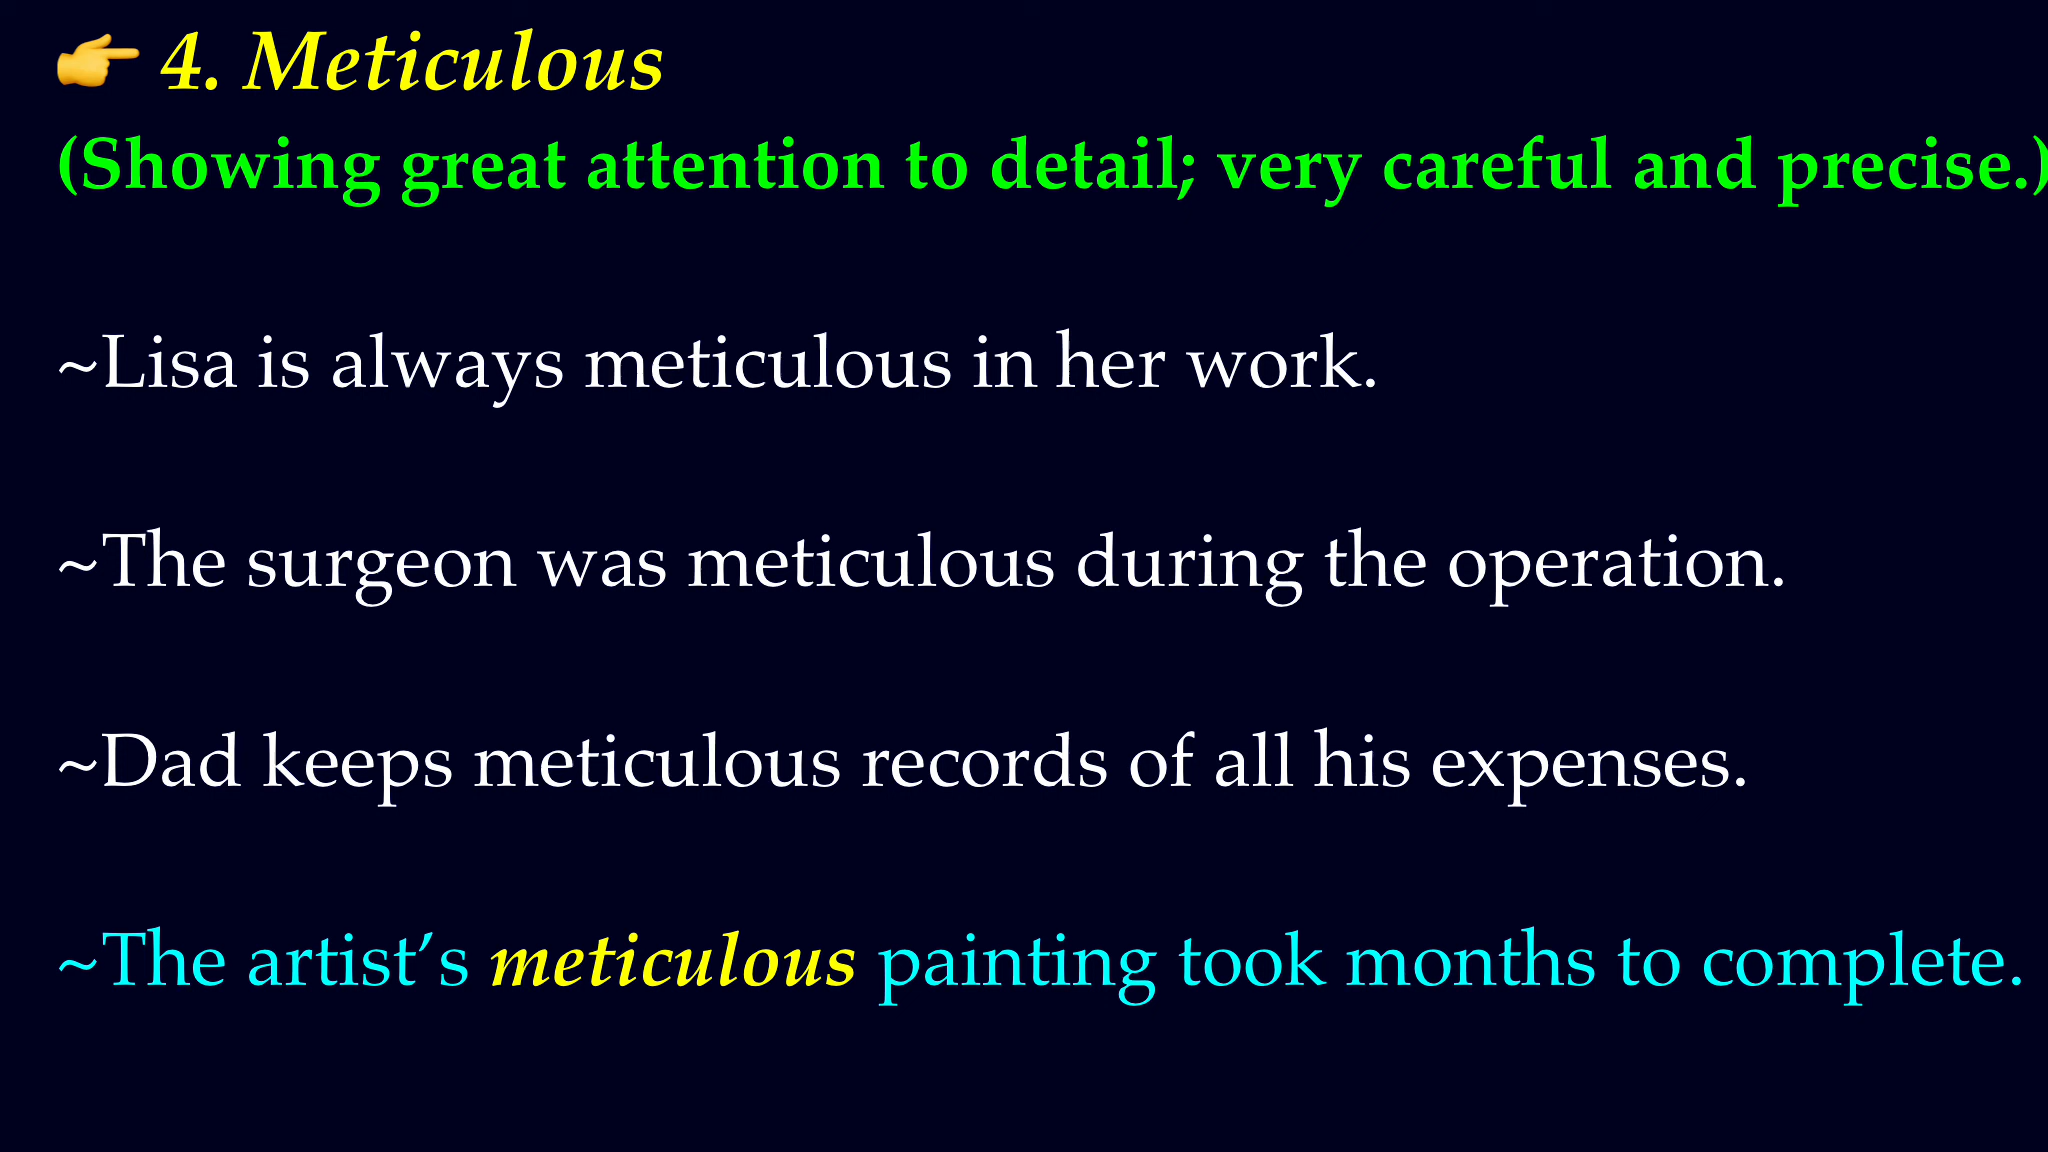 👉 4. Meticulous
(Showing great attention to detail; very careful and precise.)
~Lisa is always meticulous in her work.
~The surgeon was meticulous during the operation.
~Dad keeps meticulous records of all his expenses.
~The artist’s meticulous painting took months to complete.